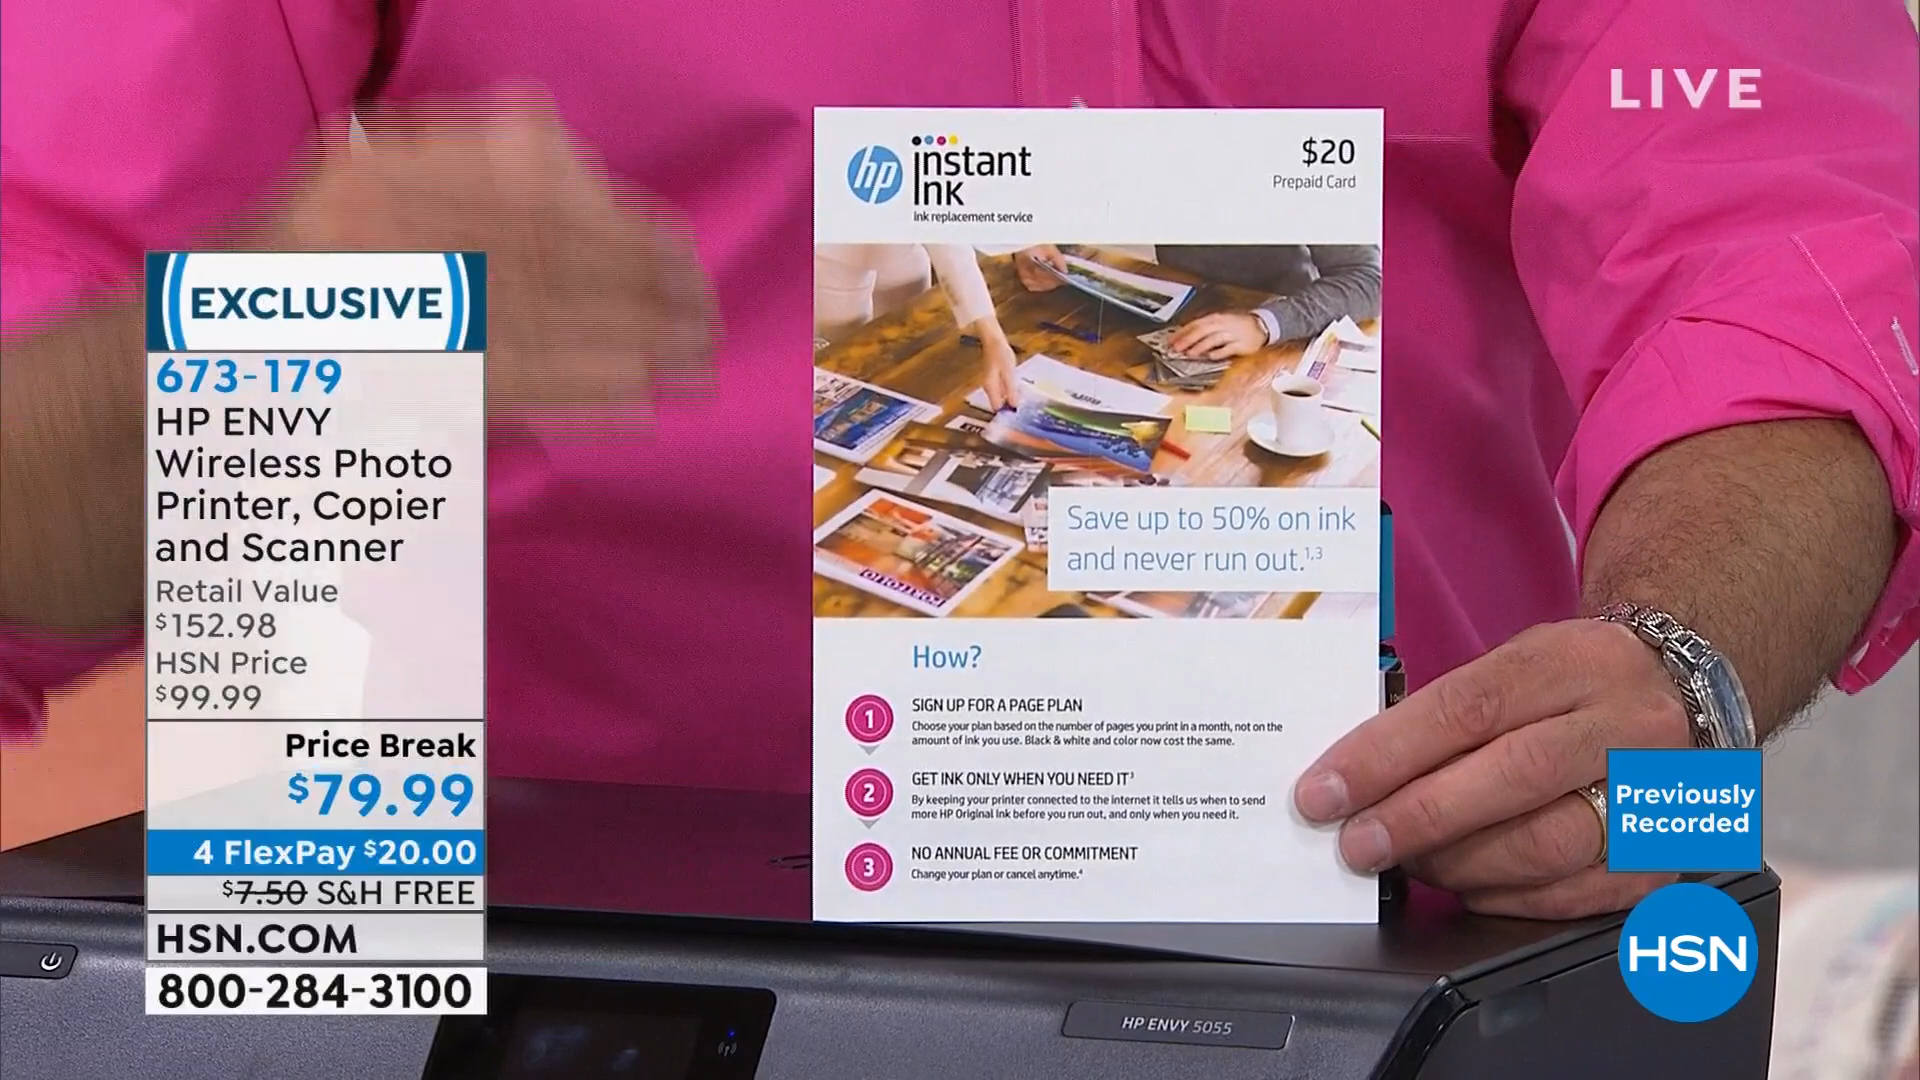 LIVE
EXCLUSIVE
673-179
HP ENVY
Wireless Photo
Printer, Copier
and Scanner
Retail Value
$152.98
HSN Price
$99.99
Price Break
$79.99
4 FlexPay $20.00
$7.50 S&H FREE
HSN.COM
800-284-3100
hp instant
ink
ink replacement service
$20
Prepaid Card
PORTFOLIO
Save up to 50% on ink
and never run out.1,3
How?
1
SIGN UP FOR A PAGE PLAN
Choose your plan based on the number of pages you print in a month, not on the
amount of ink you use. Black & white and color now cost the same.
2
GET INK ONLY WHEN YOU NEED IT3
By keeping your printer connected to the internet it tells us when to send
more HP Original Ink before you run out, and only when you need it.
3
NO ANNUAL FEE OR COMMITMENT
Change your plan or cancel anytime.4
Previously
Recorded
HSN
HP ENVY 5055